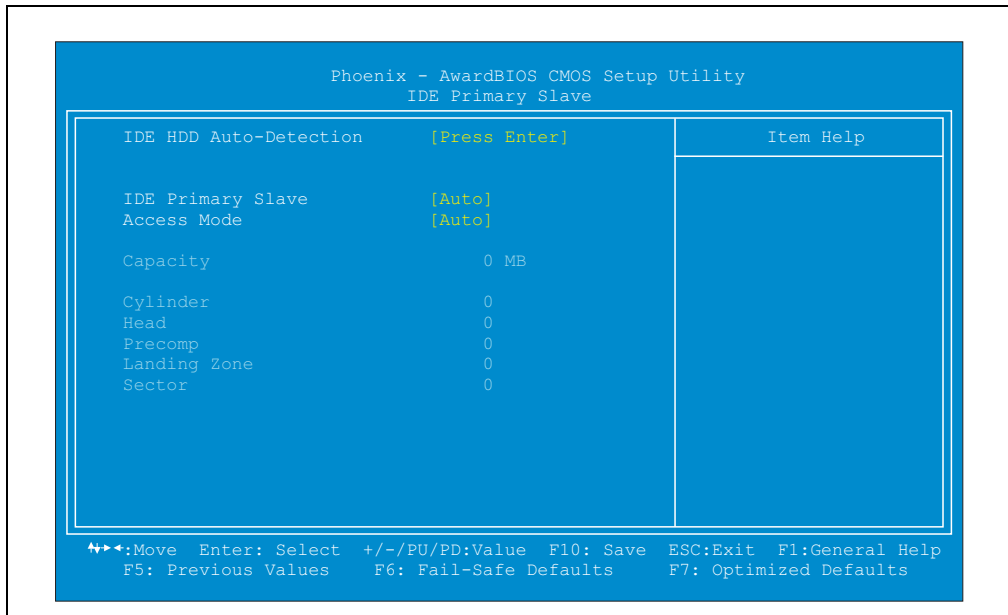 Phoenix - AwardBIOS CMOS Setup Utility
IDE Primary Slave
IDE HDD Auto-Detection [Press Enter]
Item Help
IDE Primary Slave [Auto]
Access Mode [Auto]
Capacity 0 MB
Cylinder 0
Head 0
Precomp 0
Landing Zone 0
Sector 0
:Move Enter: Select +/-/PU/PD:Value F10: Save ESC:Exit F1:General Help
F5: Previous Values F6: Fail-Safe Defaults F7: Optimized Defaults